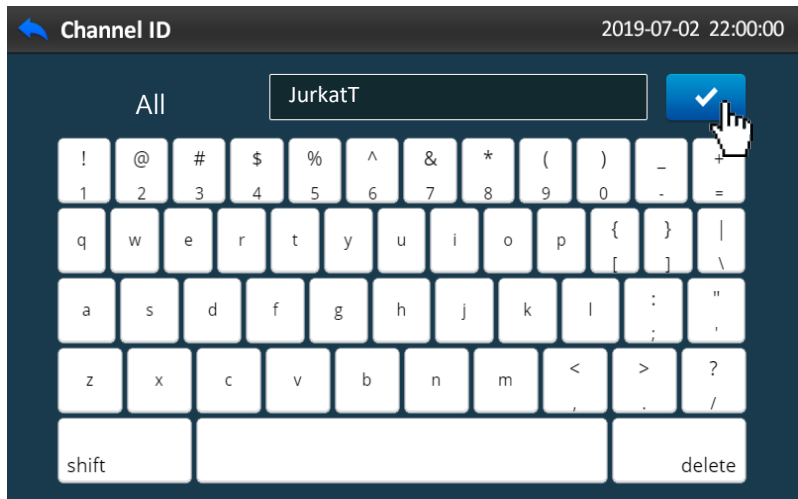 Channel ID 2019-07-02 22:00:00
All JurkatT
! @ # $ % ^ & * ( ) _ +
1 2 3 4 5 6 7 8 9 0 - =
q w e r t y u i o p { } |
[ ] \
a s d f g h j k l : "
; '
z x c v b n m < > ?
, . /
shift delete